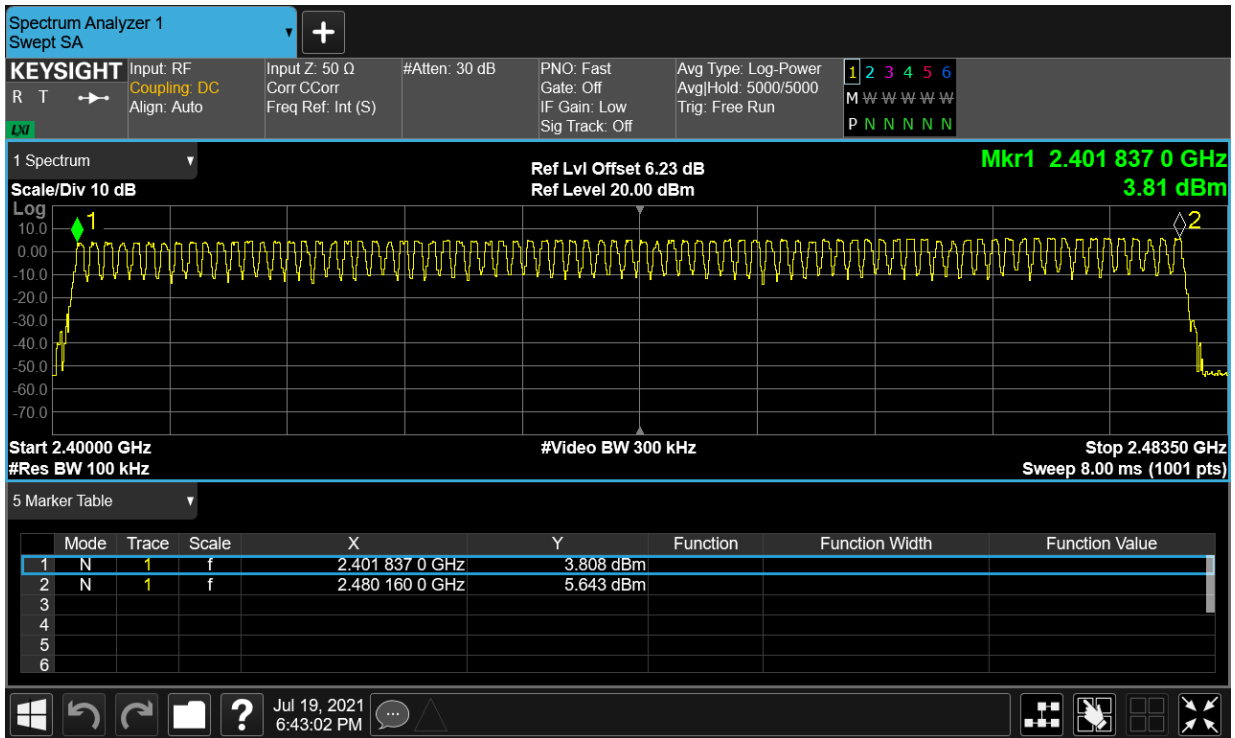 Spectrum Analyzer 1
Swept SA
+
KEYSIGHT
R T
LXI
Input: RF
Coupling: DC
Align: Auto
Input Z: 50 Ω
Corr CCorr
Freq Ref: Int (S)
#Atten: 30 dB
PNO: Fast
Gate: Off
IF Gain: Low
Sig Track: Off
Avg Type: Log-Power
Avg|Hold: 5000/5000
Trig: Free Run
1 2 3 4 5 6
M W W W W W
P N N N N N
1 Spectrum
Scale/Div 10 dB
Ref Lvl Offset 6.23 dB
Ref Level 20.00 dBm
Mkr1 2.401 837 0 GHz
3.81 dBm
Log
1
2
10.0
0.00
-10.0
-20.0
-30.0
-40.0
-50.0
-60.0
-70.0
Start 2.40000 GHz
#Res BW 100 kHz
#Video BW 300 kHz
Stop 2.48350 GHz
Sweep 8.00 ms (1001 pts)
5 Marker Table
Mode Trace Scale X Y Function Function Width Function Value
1 N 1 f 2.401 837 0 GHz 3.808 dBm
2 N 1 f 2.480 160 0 GHz 5.643 dBm
3
4
5
6
?
Jul 19, 2021
6:43:02 PM